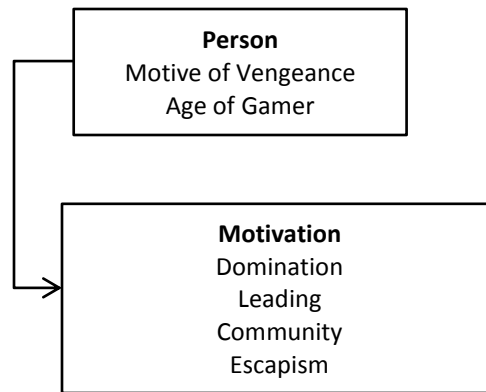 Person
Motive of Vengeance
Age of Gamer
Motivation
Domination
Leading
Community
Escapism